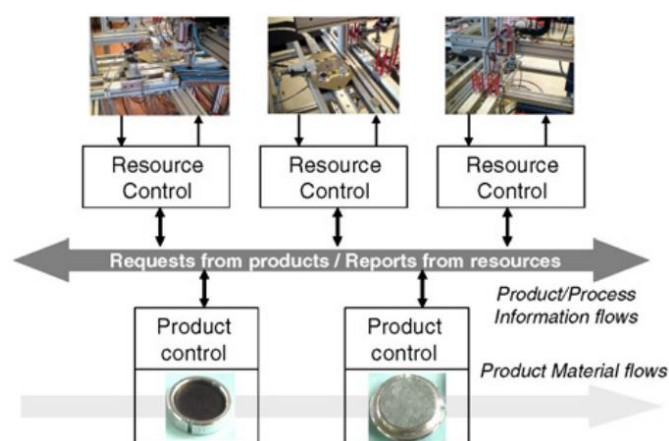 Resource
Control
Resource
Control
Resource
Control
Requests from products / Reports from resources
Product/Process
Information flows
Product
control
Product
control
Product Material flows